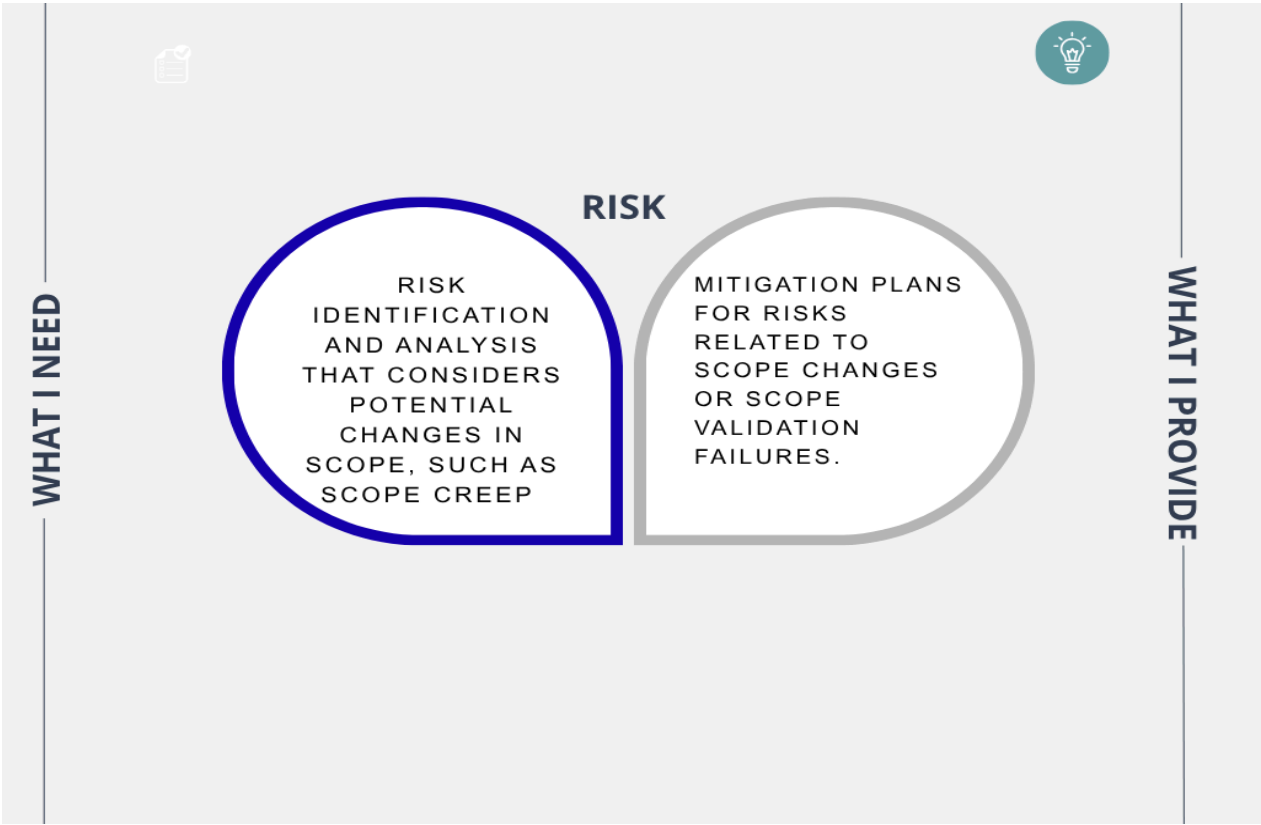 RISK
WHAT I NEED
RISK
IDENTIFICATION
AND ANALYSIS
THAT CONSIDERS
POTENTIAL
CHANGES IN
SCOPE, SUCH AS
SCOPE CREEP
MITIGATION PLANS
FOR RISKS
RELATED TO
SCOPE CHANGES
OR SCOPE
VALIDATION
FAILURES.
WHAT I PROVIDE